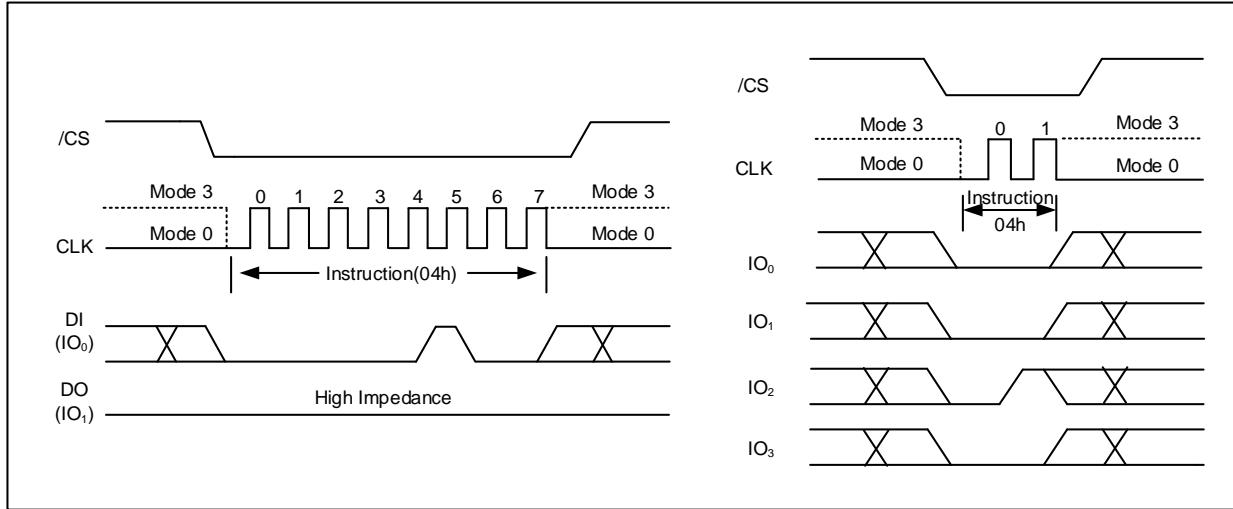 /CS
Mode 3
0 1 2 3 4 5 6 7
Mode 3
CLK
Mode 0
Mode 0
Instruction(04h)
DI
(IO₀)
DO
(IO₁)
High Impedance
/CS
Mode 3
0 1
Mode 3
CLK
Mode 0
Mode 0
Instruction
04h
IO₀
IO₁
IO₂
IO₃